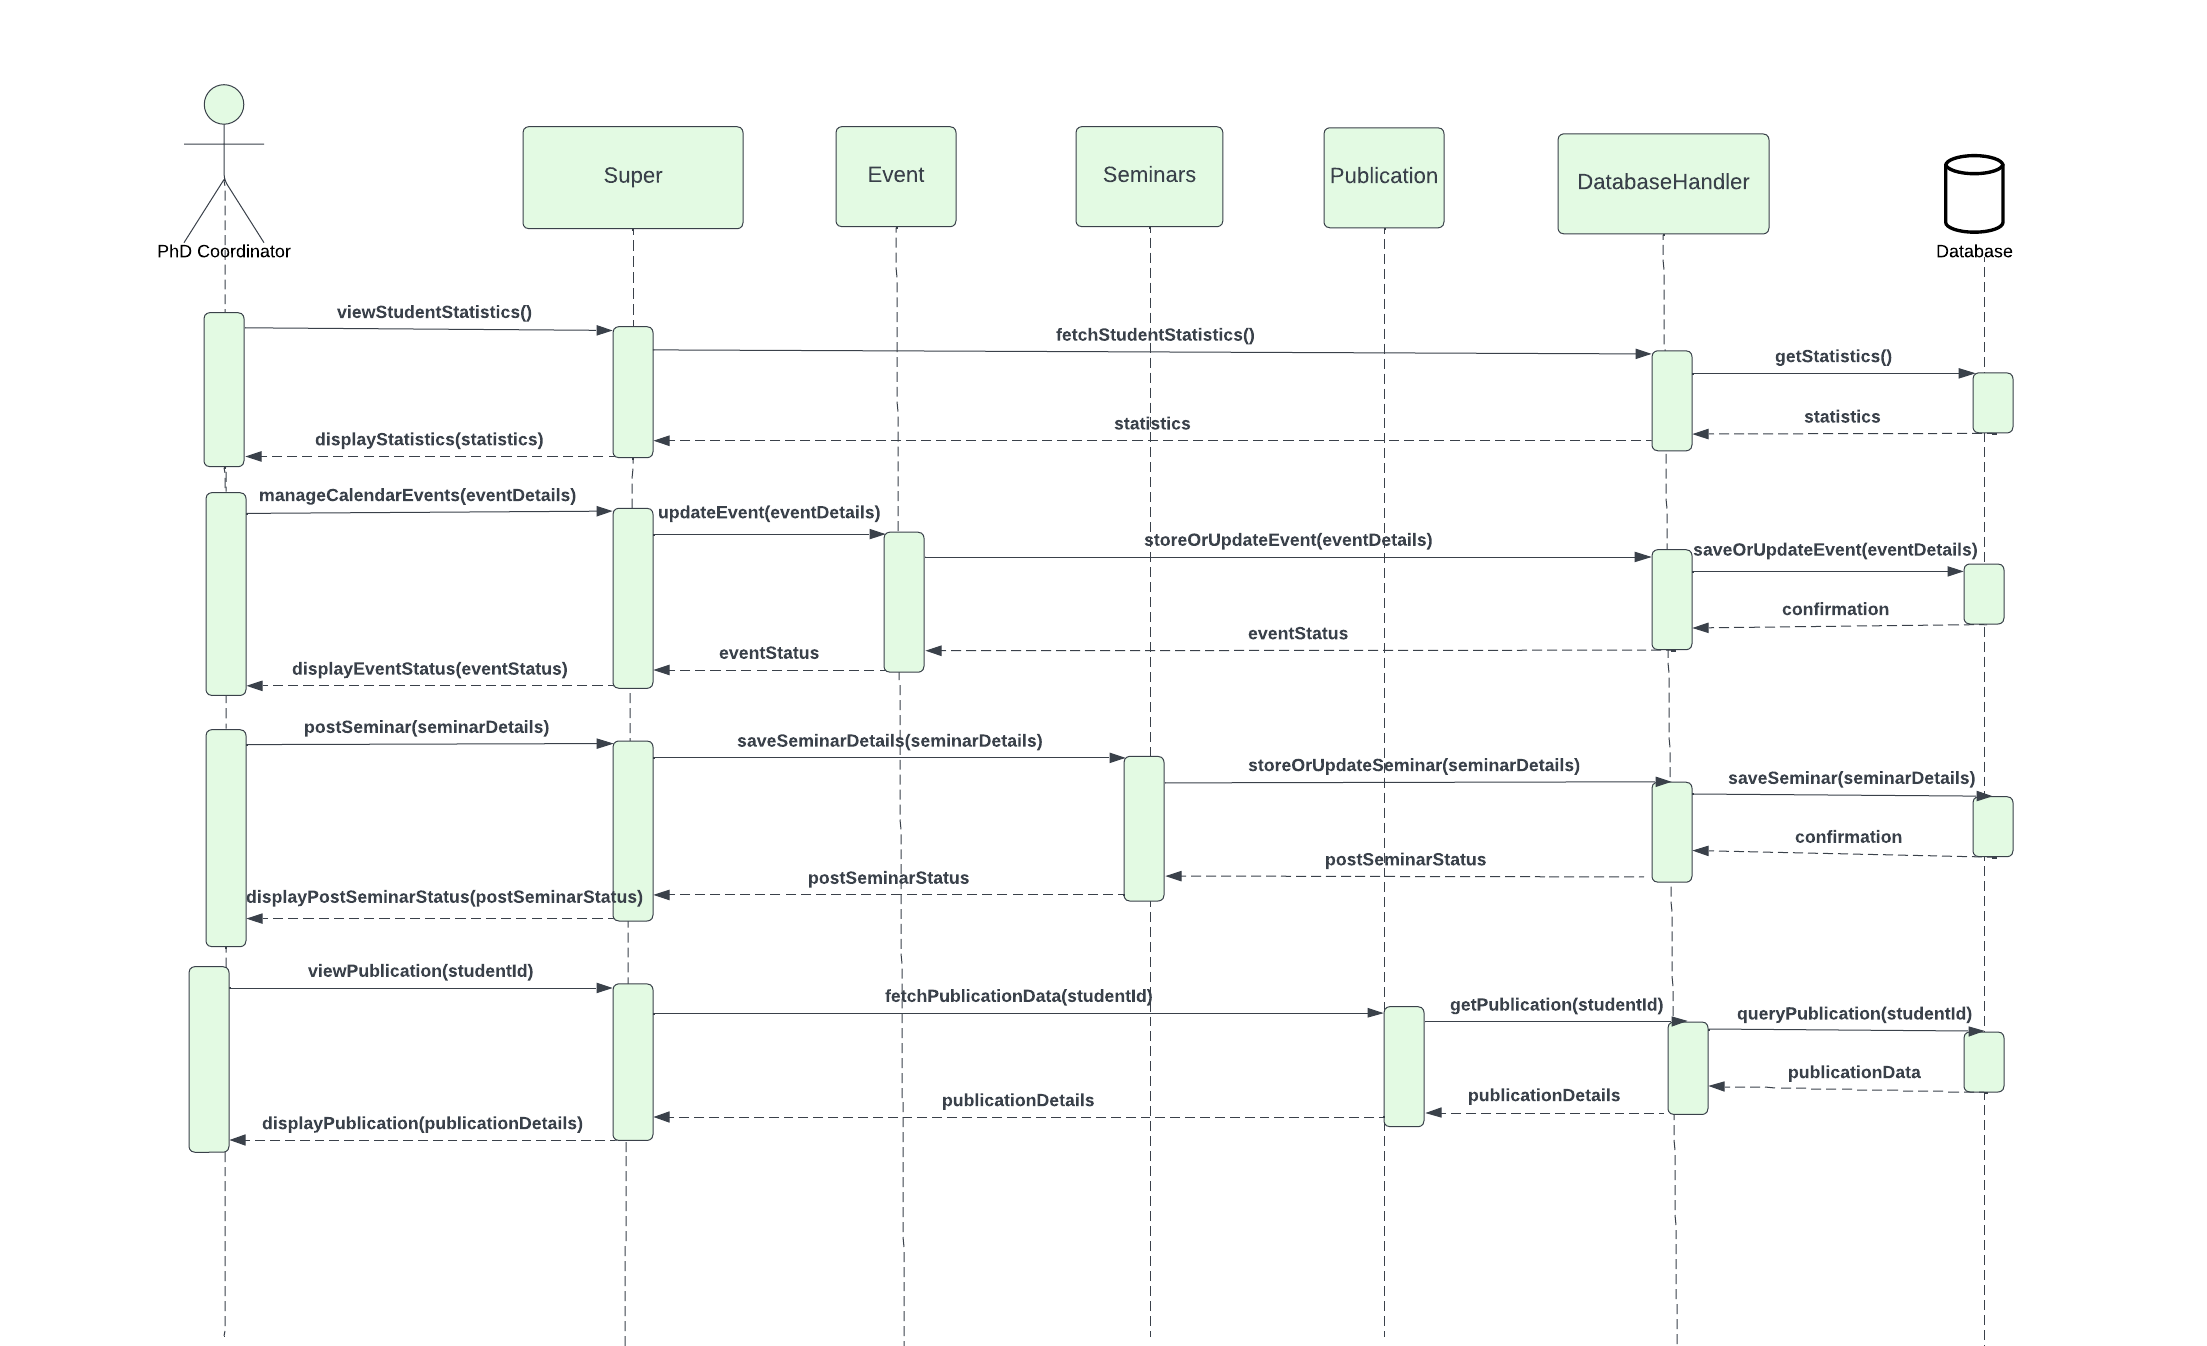 Super
Event
Seminars
Publication
DatabaseHandler
PhD Coordinator
Database
viewStudentStatistics()
fetchStudentStatistics()
getStatistics()
statistics
statistics
displayStatistics(statistics)
manageCalendarEvents(eventDetails)
updateEvent(eventDetails)
storeOrUpdateEvent(eventDetails)
saveOrUpdateEvent(eventDetails)
confirmation
eventStatus
eventStatus
displayEventStatus(eventStatus)
postSeminar(seminarDetails)
saveSeminarDetails(seminarDetails)
storeOrUpdateSeminar(seminarDetails)
saveSeminar(seminarDetails)
confirmation
postSeminarStatus
postSeminarStatus
displayPostSeminarStatus(postSeminarStatus)
viewPublication(studentId)
fetchPublicationData(studentId)
getPublication(studentId)
queryPublication(studentId)
publicationData
publicationDetails
publicationDetails
displayPublication(publicationDetails)